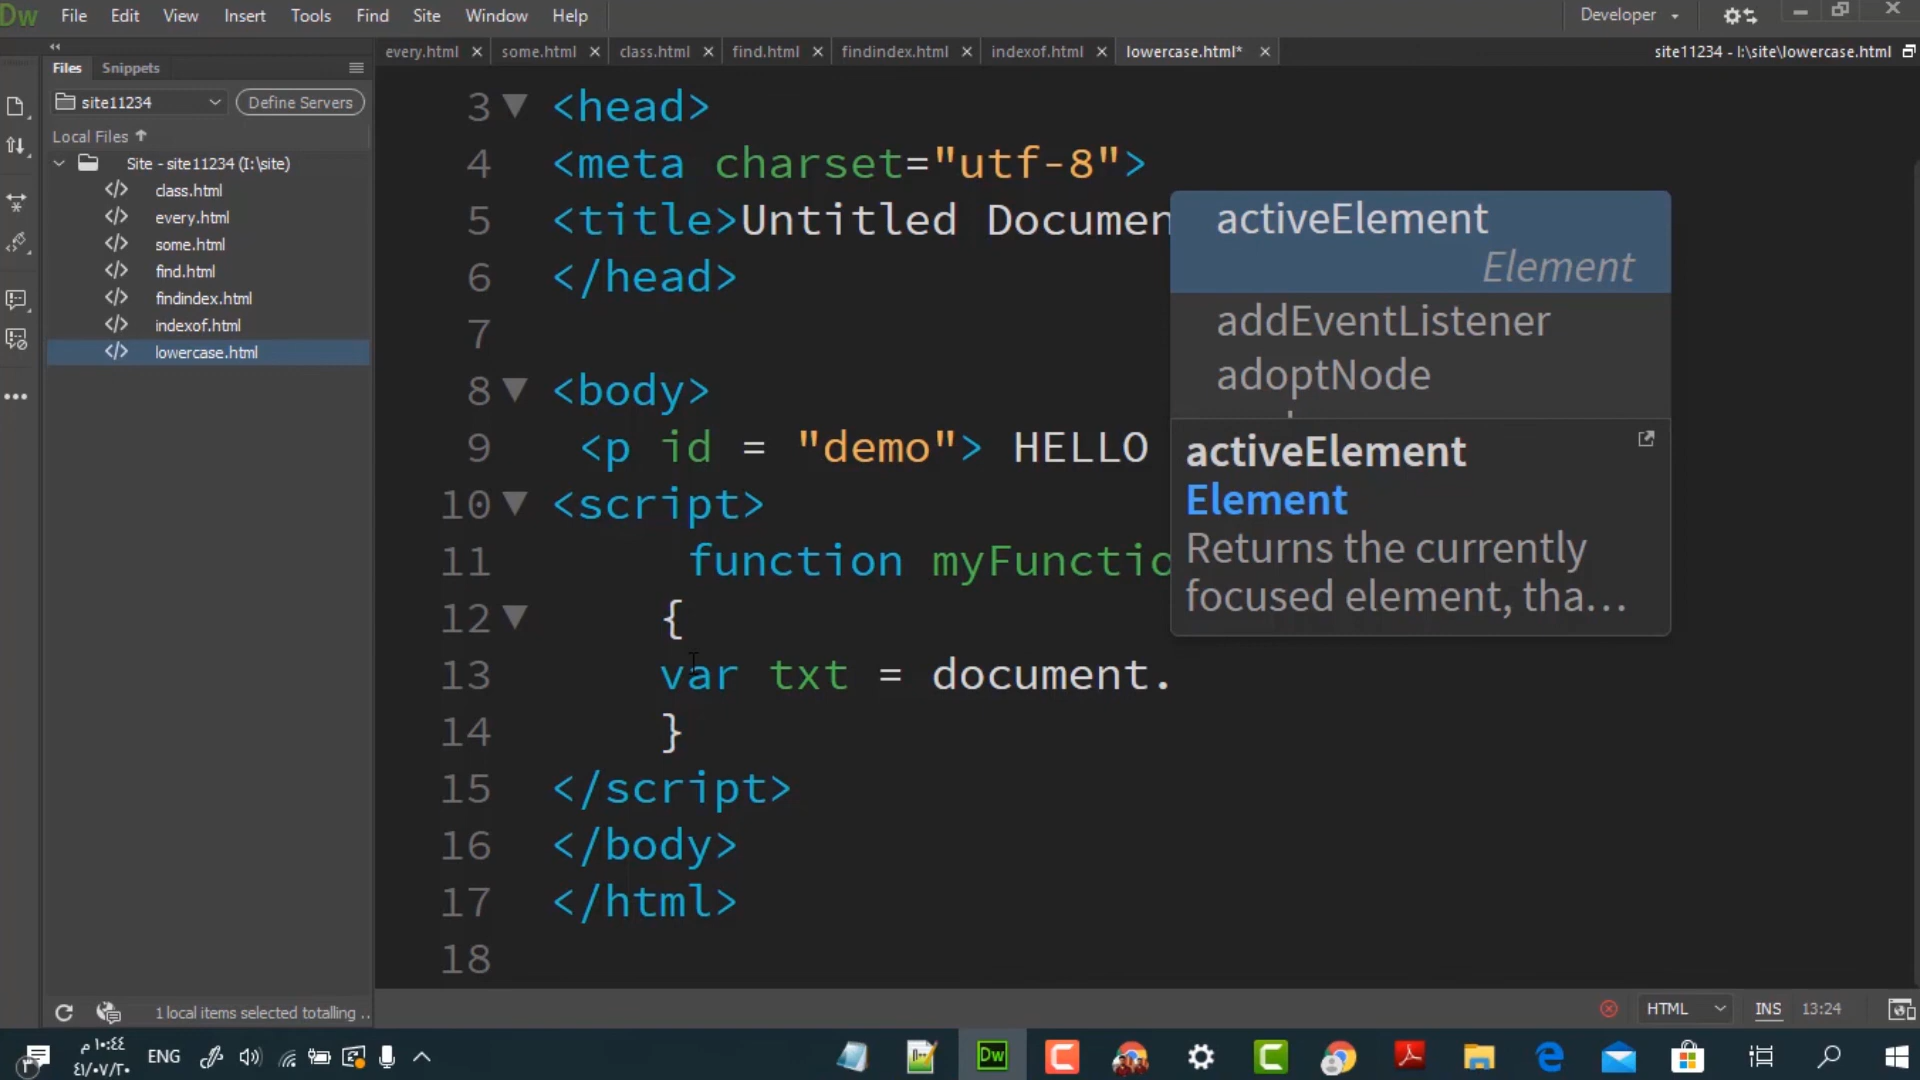 Dw File Edit View Insert Tools Find Site Window Help Developer
every.html some.html class.html find.html findindex.html indexof.html lowercase.html* site11234 - I:\site\lowercase.html
Files Snippets
site11234 Define Servers
Local Files
Site - site11234 (I:\site)
class.html
every.html
some.html
find.html
findindex.html
indexof.html
lowercase.html
3 <head>
4 <meta charset="utf-8">
5 <title>Untitled Documen
6 </head>
7
8 <body>
9 <p id = "demo"> HELLO
10 <script>
11 function myFunctio
12 {
13 var txt = document.
14 }
15 </script>
16 </body>
17 </html>
18
activeElement
Element
addEventListener
adoptNode
activeElement
Element
Returns the currently
focused element, tha...
1 local items selected totalling ..
HTML INS 13:24
ENG
١٠:٤٤ م
Dw